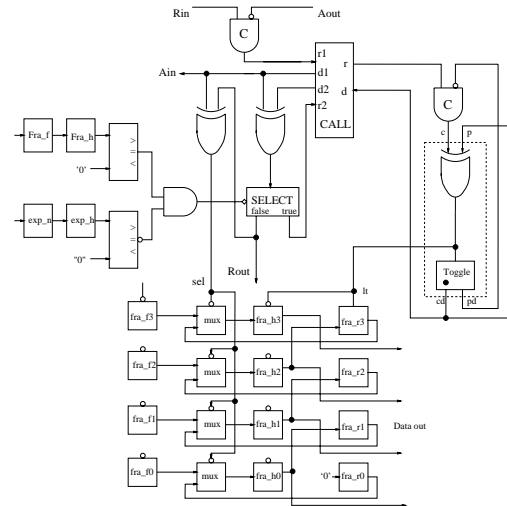 Rin
Aout
C
r1
Ain
d1
r
d2
d
r2
CALL
C
c
p
Fra_f
Fra_h
>
=
<
'0'
SELECT
false
true
exp_n
exp_h
>
=
<
"0"
Toggle
cd
pd
Rout
sel
lt
fra_f3
mux
fra_h3
fra_r3
fra_f2
mux
fra_h2
fra_r2
fra_f1
mux
fra_h1
fra_r1
Data out
fra_f0
mux
fra_h0
'0'
fra_r0